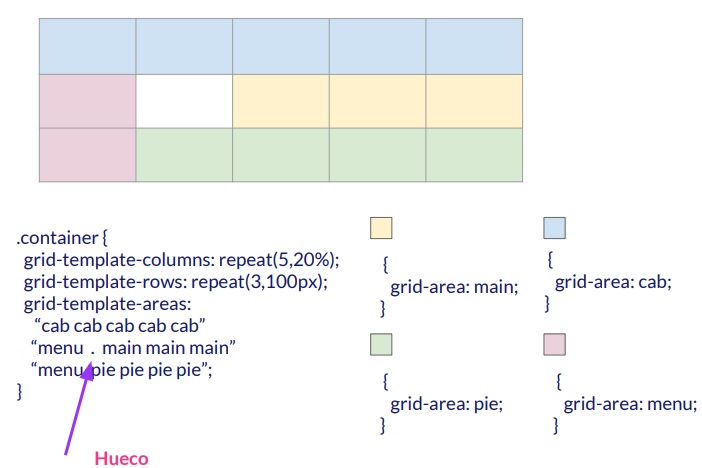 .container {
grid-template-columns: repeat(5,20%);
grid-template-rows: repeat(3,100px);
grid-template-areas:
“cab cab cab cab cab”
“menu . main main main”
“menu pie pie pie pie”;
}
Hueco
{
grid-area: main;
}
{
grid-area: cab;
}
{
grid-area: pie;
}
{
grid-area: menu;
}